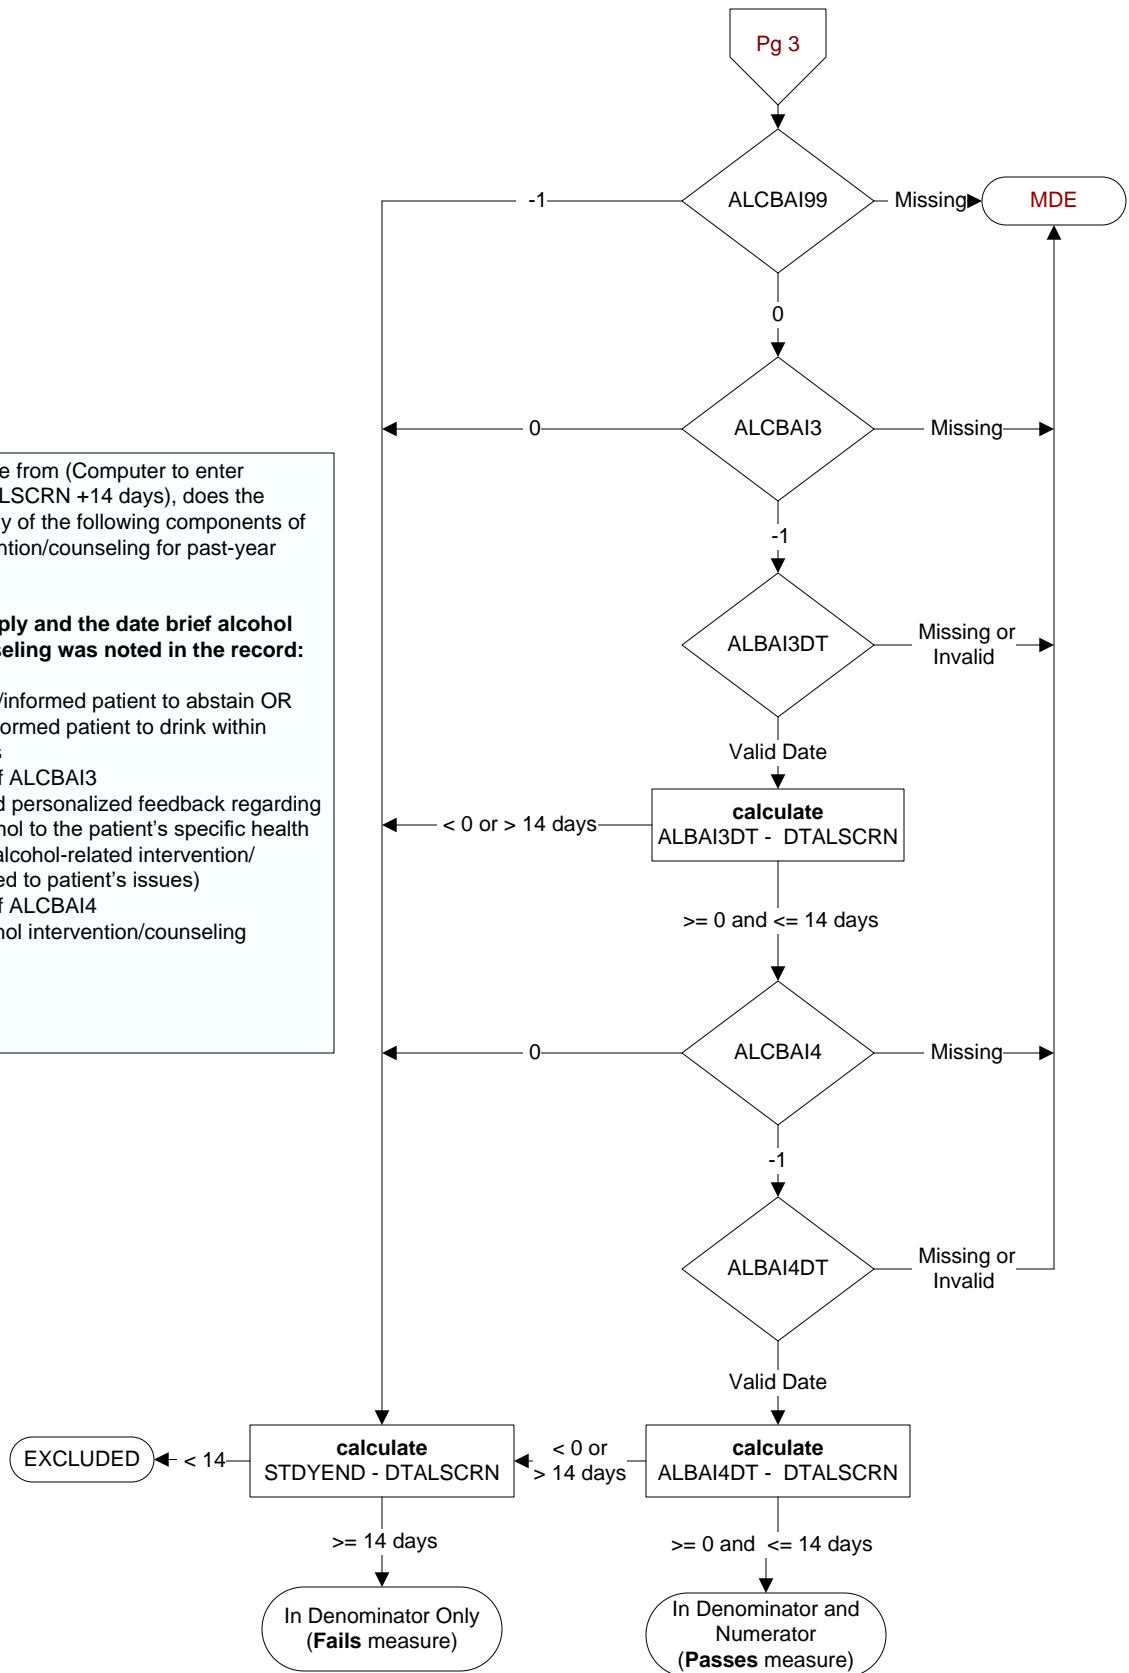 Pg 3
ALCBAI99
-1
Missing
MDE
0
ALCBAI3
0
Missing
-1
ALBAI3DT
Missing or
Invalid
Valid Date
calculate
ALBAI3DT - DTALSCRN
< 0 or > 14 days
>= 0 and <= 14 days
ALCBAI4
0
Missing
-1
ALBAI4DT
Missing or
Invalid
Valid Date
calculate
ALBAI4DT - DTALSCRN
< 0 or
> 14 days
calculate
STDYEND - DTALSCRN
< 14
EXCLUDED
>= 14 days
>= 0 and <= 14 days
In Denominator Only
(Fails measure)
In Denominator and
Numerator
(Passes measure)
e from (Computer to enter
LSCRN +14 days), does the
y of the following components of
ntion/counseling for past-year
ply and the date brief alcohol
seling was noted in the record:
/informed patient to abstain OR
formed patient to drink within
s
f ALCBAI3
d personalized feedback regarding
hol to the patient's specific health
alcohol-related intervention/
ed to patient's issues)
f ALCBAI4
hol intervention/counseling